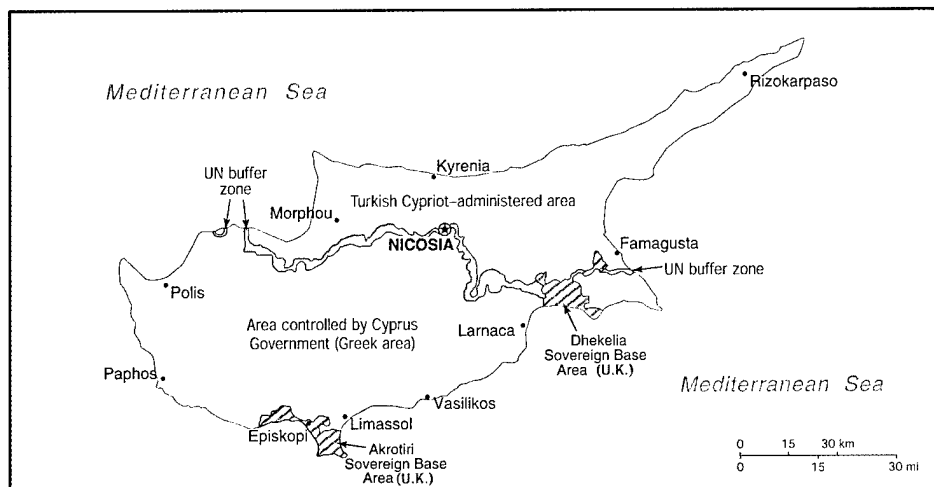 Mediterranean Sea
Rizokarpaso
Kyrenia
UN buffer
zone
Turkish Cypriot–administered area
Morphou
NICOSIA
Famagusta
UN buffer zone
Polis
Area controlled by Cyprus
Government (Greek area)
Larnaca
Dhekelia
Sovereign Base
Area (U.K.)
Paphos
Mediterranean Sea
Vasilikos
Limassol
Episkopi
Akrotiri
Sovereign Base
Area (U.K.)
0 15 30 km
0 15 30 mi